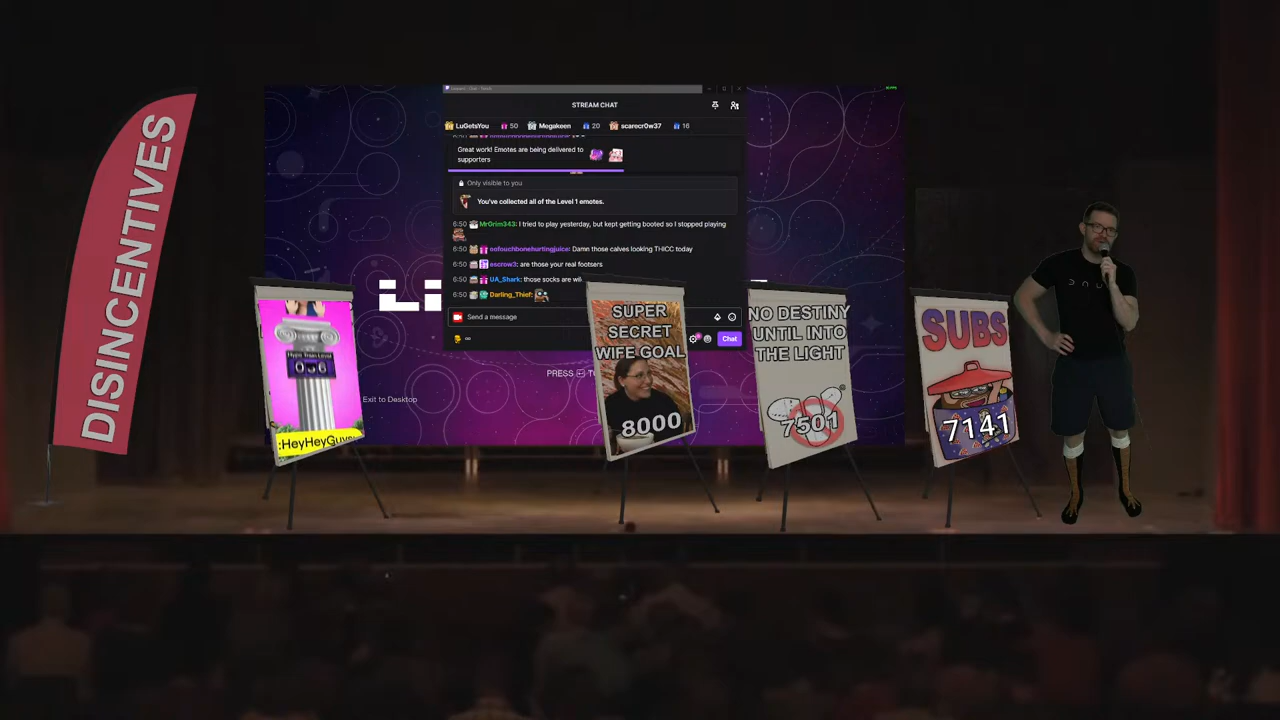 DISINCENTIVES
STREAM CHAT
LuGetsYou 50 Megakeen 20 scarecr0w37 16
Great work! Emotes are being delivered to
supporters
Only visible to you
You've collected all of the Level 1 emotes.
6:50 MrGrim343: I tried to play yesterday, but kept getting booted so I stopped playing
6:50 oofouchbonehurtingjuice: Damn those calves looking THICC today
6:50 escrow3: are those your real footsers
6:50 UA_Shark: those socks are
6:50 Darling_Thief:
Send a message
Chat
PRESS
Exit to Desktop
Hype Train Level
036
:HeyHeyGuys
SUPER
SECRET
WIFE GOAL
8000
NO DESTINY
UNTIL INTO
THE LIGHT
7501
SUBS
7141